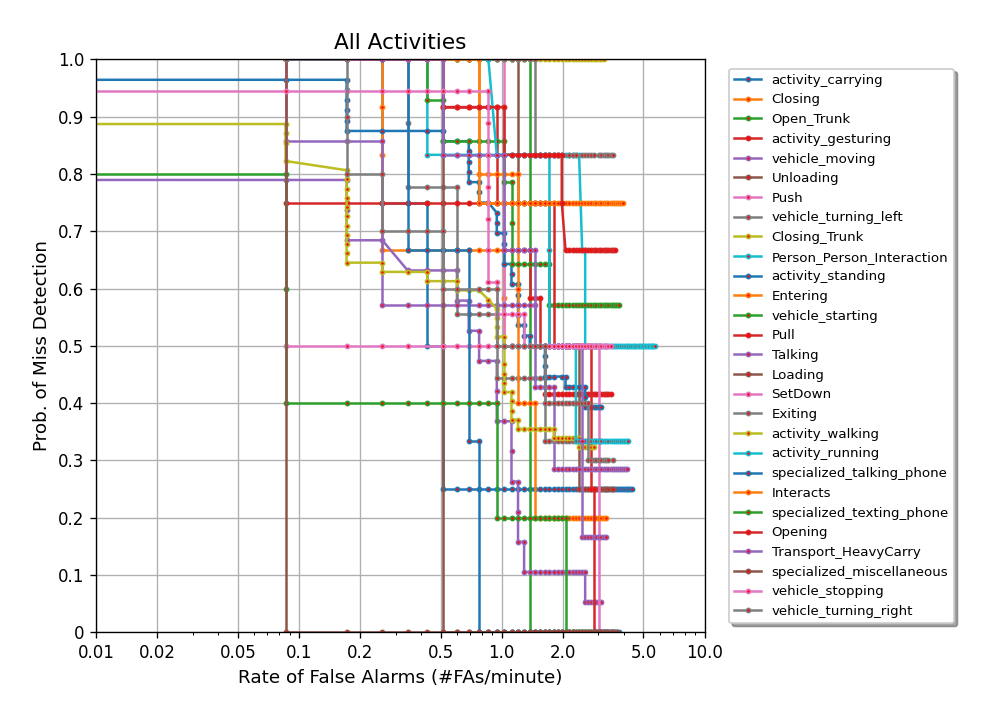 All Activities
1.0
0.9
0.8
0.7
0.6
0.5
0.4
0.3
0.2
0.1
0
Prob. of Miss Detection
0.01 0.02 0.05 0.1 0.2 0.5 1.0 2.0 5.0 10.0
Rate of False Alarms (#FAs/minute)
activity_carrying
Closing
Open_Trunk
activity_gesturing
vehicle_moving
Unloading
Push
vehicle_turning_left
Closing_Trunk
Person_Person_Interaction
activity_standing
Entering
vehicle_starting
Pull
Talking
Loading
SetDown
Exiting
activity_walking
activity_running
specialized_talking_phone
Interacts
specialized_texting_phone
Opening
Transport_HeavyCarry
specialized_miscellaneous
vehicle_stopping
vehicle_turning_right